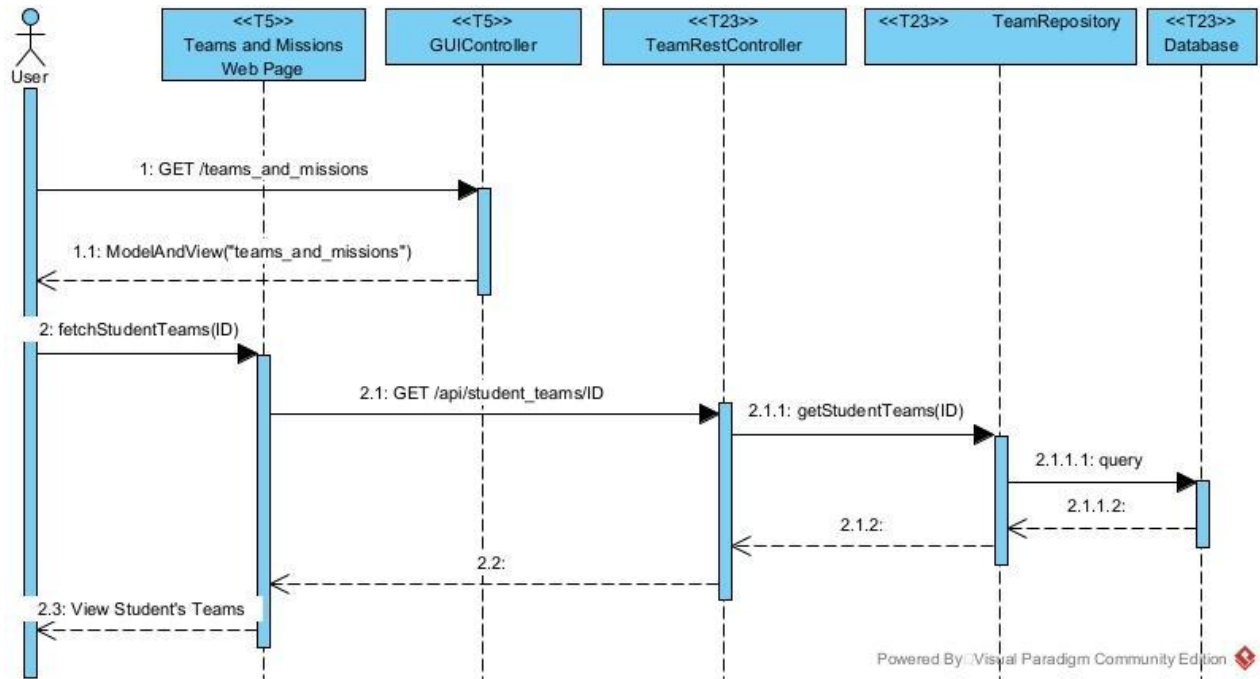 <<T5>>
Teams and Missions
Web Page
<<T5>>
GUIController
<<T23>>
TeamRestController
<<T23>> TeamRepository
<<T23>>
Database
User
1: GET /teams_and_missions
1.1: ModelAndView("teams_and_missions")
2: fetchStudentTeams(ID)
2.1: GET /api/student_teams/ID
2.1.1: getStudentTeams(ID)
2.1.1.1: query
2.1.1.2:
2.1.2:
2.2:
2.3: View Student's Teams
Powered By Visual Paradigm Community Edition